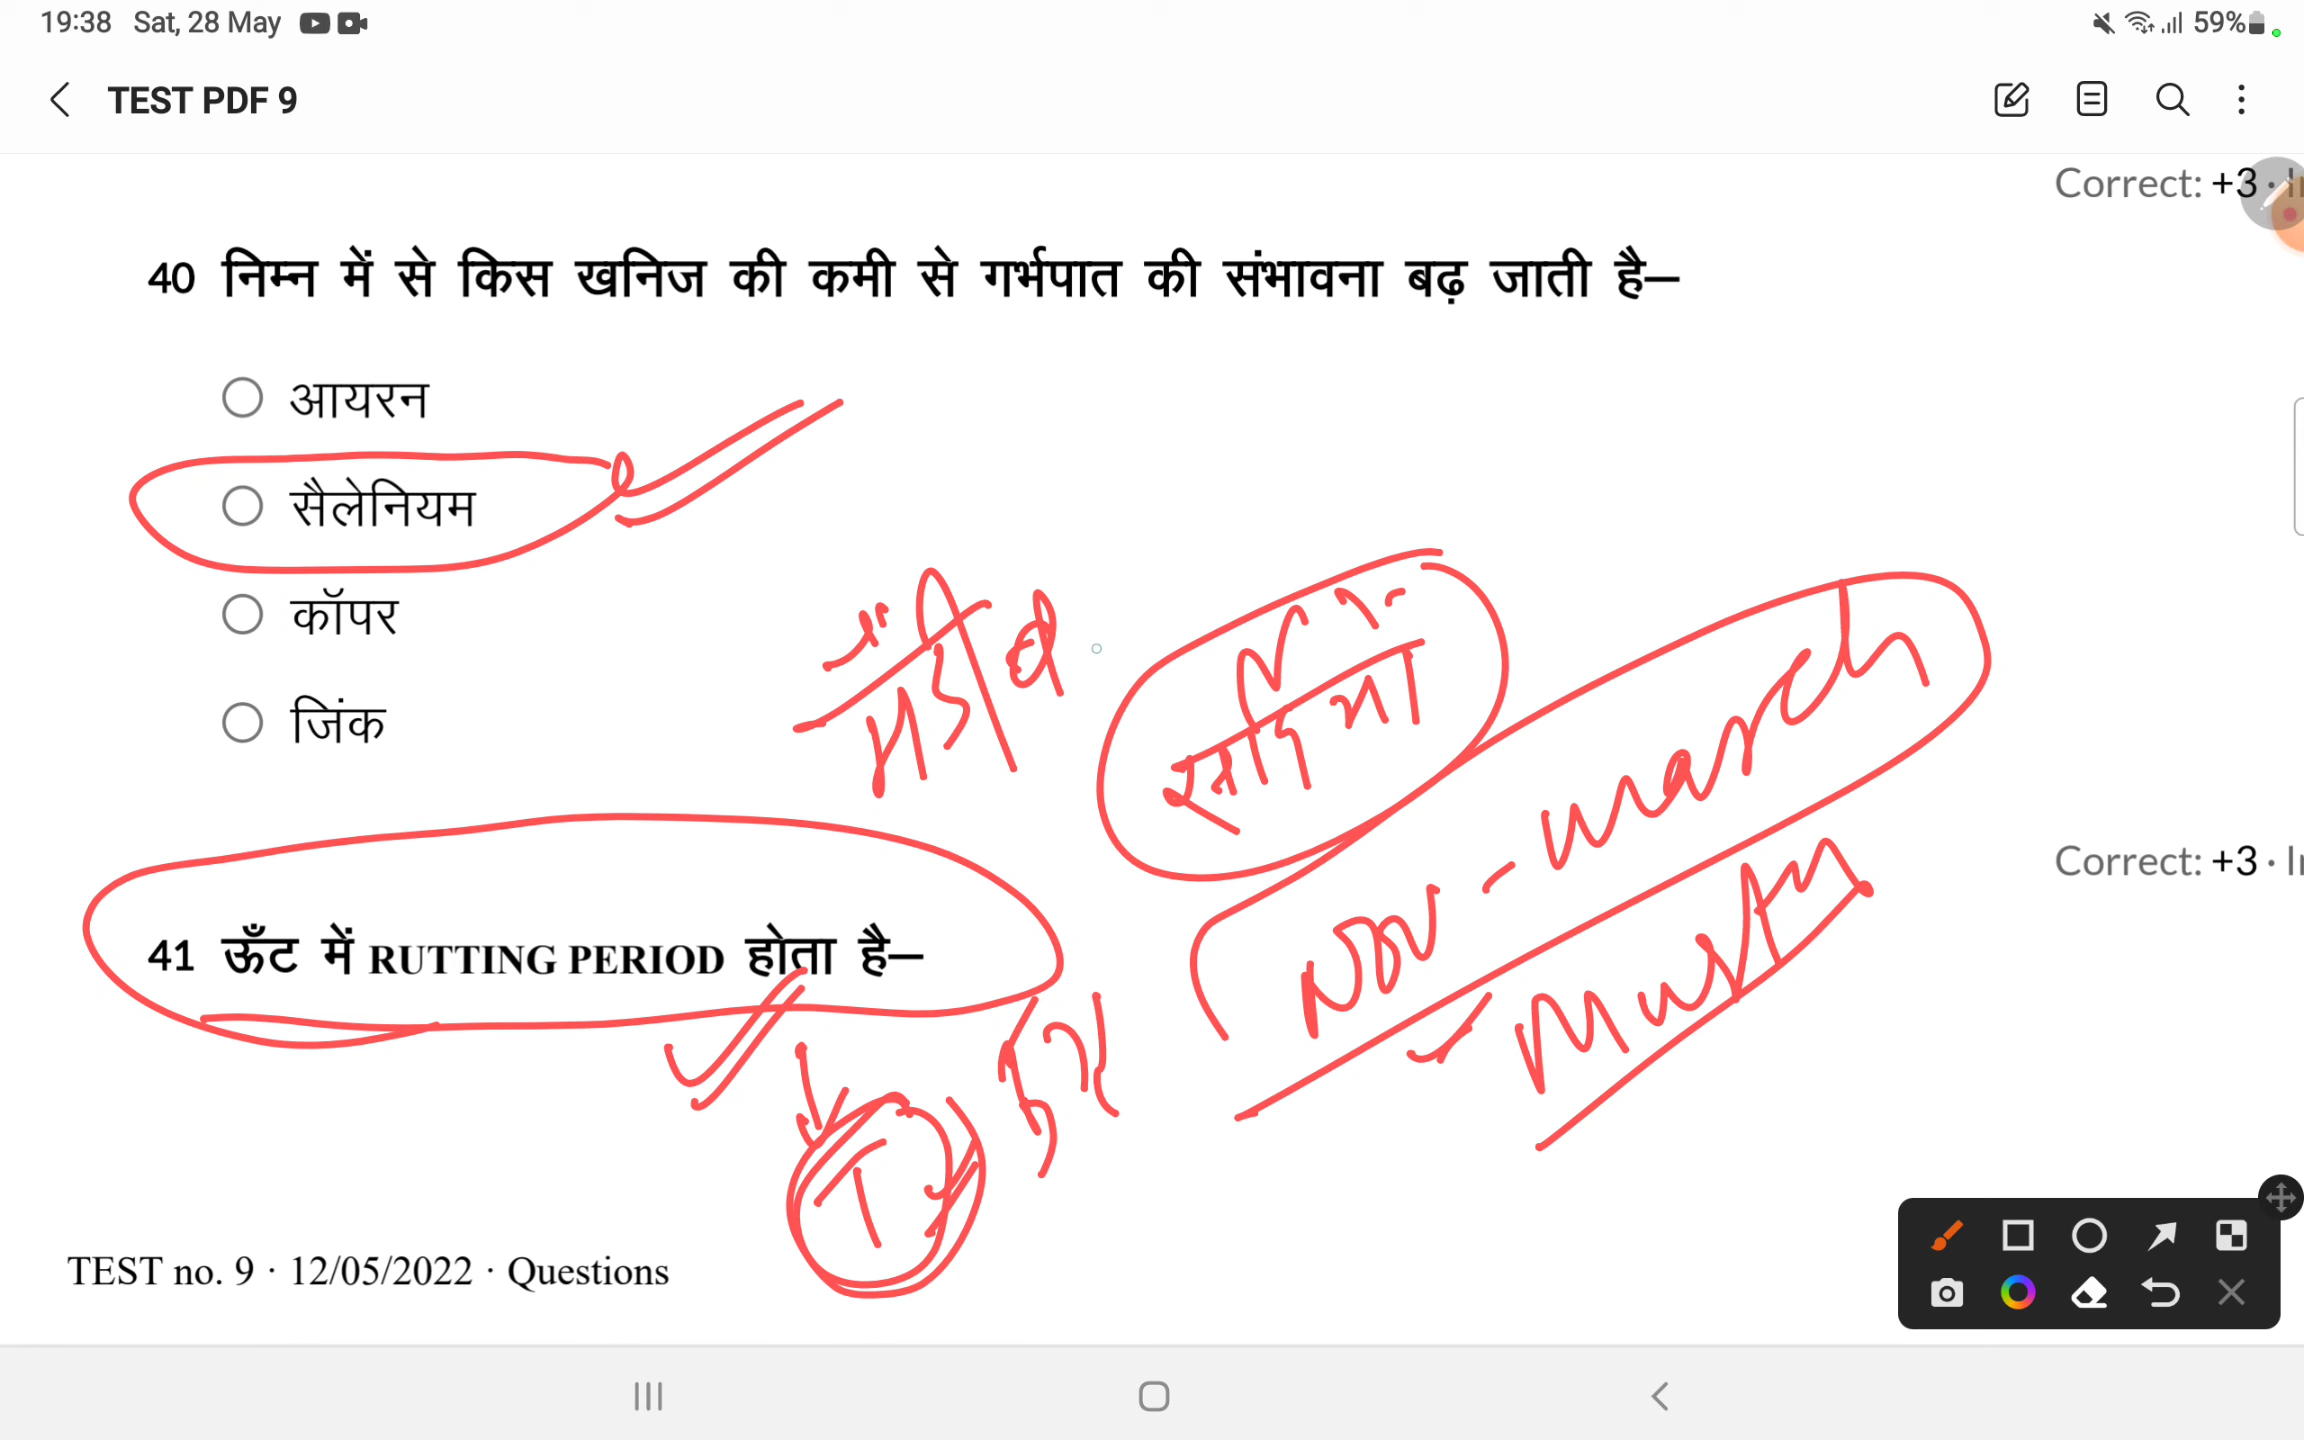 19:38 Sat, 28 May 59%
TEST PDF 9
Correct: +3 ·
40 निम्न में से किस खनिज की कमी से गर्भपात की संभावना बढ़ जाती है—
आयरन
सैलेनियम
कॉपर
जिंक
Nov - march
Musth
Correct: +3 ·
41 ऊँट में RUTTING PERIOD होता है—
TEST no. 9 · 12/05/2022 · Questions